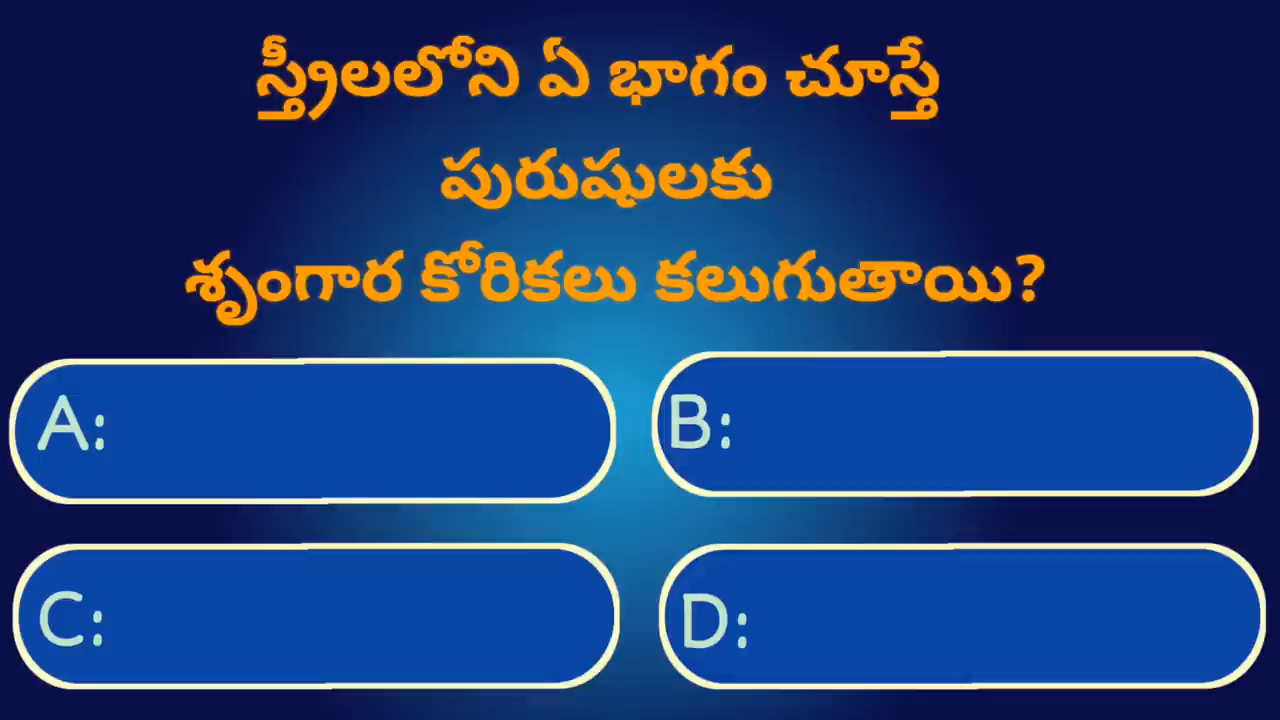 స్త్రీలలోని ఏ భాగం చూస్తే
పురుషులకు
శృంగార కోరికలు కలుగుతాయి?
A:
B:
C:
D: